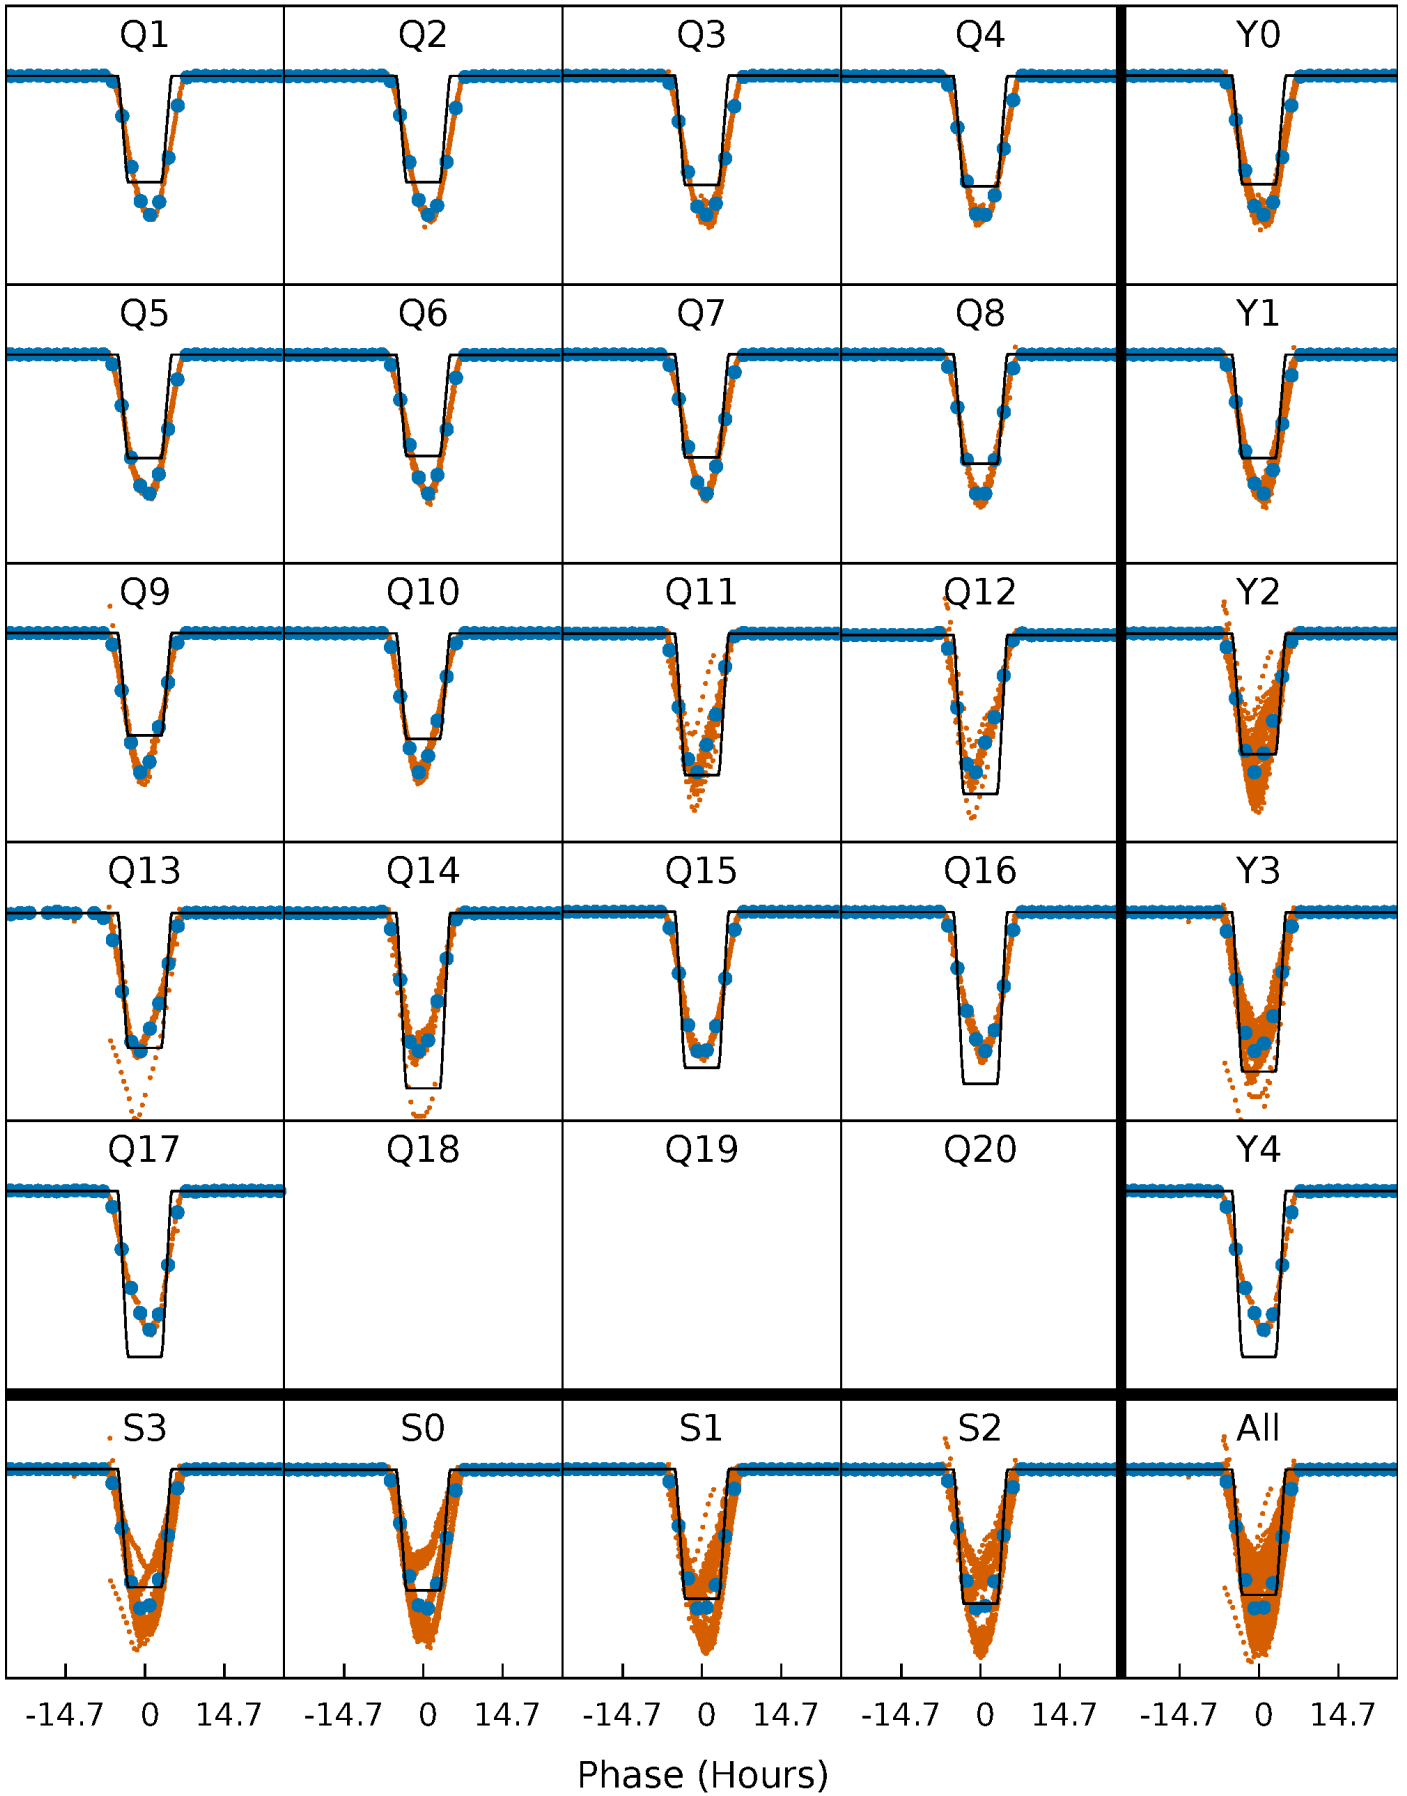 Q1 Q2 Q3 Q4 Y0
Q5 Q6 Q7 Q8 Y1
Q9 Q10 Q11 Q12 Y2
Q13 Q14 Q15 Q16 Y3
Q17 Q18 Q19 Q20 Y4
S3 S0 S1 S2 All
-14.7 0 14.7 -14.7 0 14.7 -14.7 0 14.7 -14.7 0 14.7 -14.7 0 14.7
Phase (Hours)